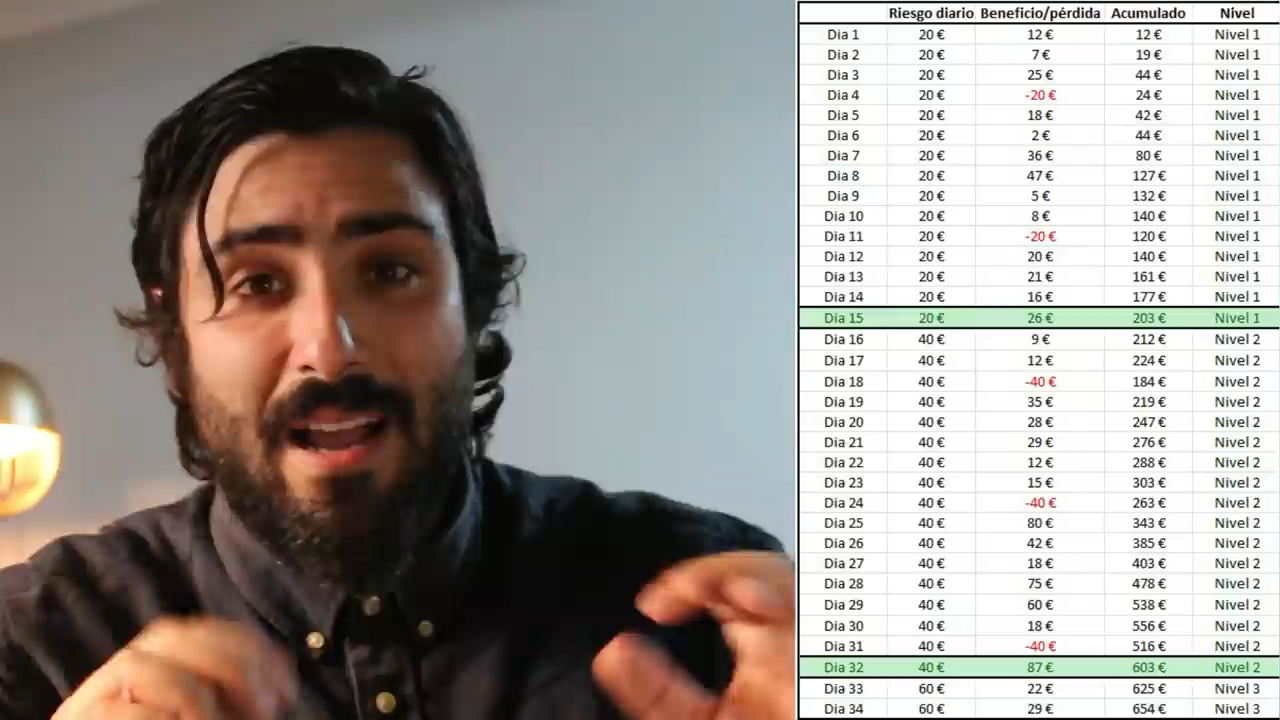 Riesgo diario Beneficio/pérdida Acumulado Nivel
Dia 1 20 € 12 € 12 € Nivel 1
Dia 2 20 € 7 € 19 € Nivel 1
Dia 3 20 € 25 € 44 € Nivel 1
Dia 4 20 € -20 € 24 € Nivel 1
Dia 5 20 € 18 € 42 € Nivel 1
Dia 6 20 € 2 € 44 € Nivel 1
Dia 7 20 € 36 € 80 € Nivel 1
Dia 8 20 € 47 € 127 € Nivel 1
Dia 9 20 € 5 € 132 € Nivel 1
Dia 10 20 € 8 € 140 € Nivel 1
Dia 11 20 € -20 € 120 € Nivel 1
Dia 12 20 € 20 € 140 € Nivel 1
Dia 13 20 € 21 € 161 € Nivel 1
Dia 14 20 € 16 € 177 € Nivel 1
Dia 15 20 € 26 € 203 € Nivel 1
Dia 16 40 € 9 € 212 € Nivel 2
Dia 17 40 € 12 € 224 € Nivel 2
Dia 18 40 € -40 € 184 € Nivel 2
Dia 19 40 € 35 € 219 € Nivel 2
Dia 20 40 € 28 € 247 € Nivel 2
Dia 21 40 € 29 € 276 € Nivel 2
Dia 22 40 € 12 € 288 € Nivel 2
Dia 23 40 € 15 € 303 € Nivel 2
Dia 24 40 € -40 € 263 € Nivel 2
Dia 25 40 € 80 € 343 € Nivel 2
Dia 26 40 € 42 € 385 € Nivel 2
Dia 27 40 € 18 € 403 € Nivel 2
Dia 28 40 € 75 € 478 € Nivel 2
Dia 29 40 € 60 € 538 € Nivel 2
Dia 30 40 € 18 € 556 € Nivel 2
Dia 31 40 € -40 € 516 € Nivel 2
Dia 32 40 € 87 € 603 € Nivel 2
Dia 33 60 € 22 € 625 € Nivel 3
Dia 34 60 € 29 € 654 € Nivel 3